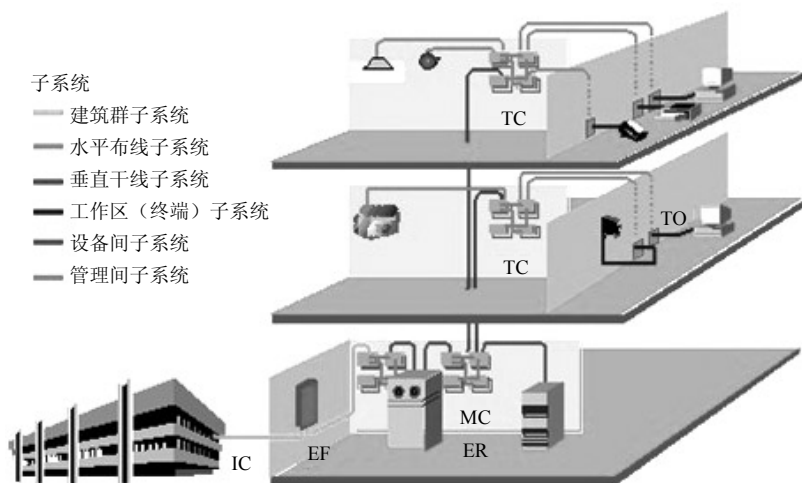 子系统
建筑群子系统
水平布线子系统
垂直干线子系统
工作区（终端）子系统
设备间子系统
管理间子系统
TC
TC
TO
MC
IC
EF
ER